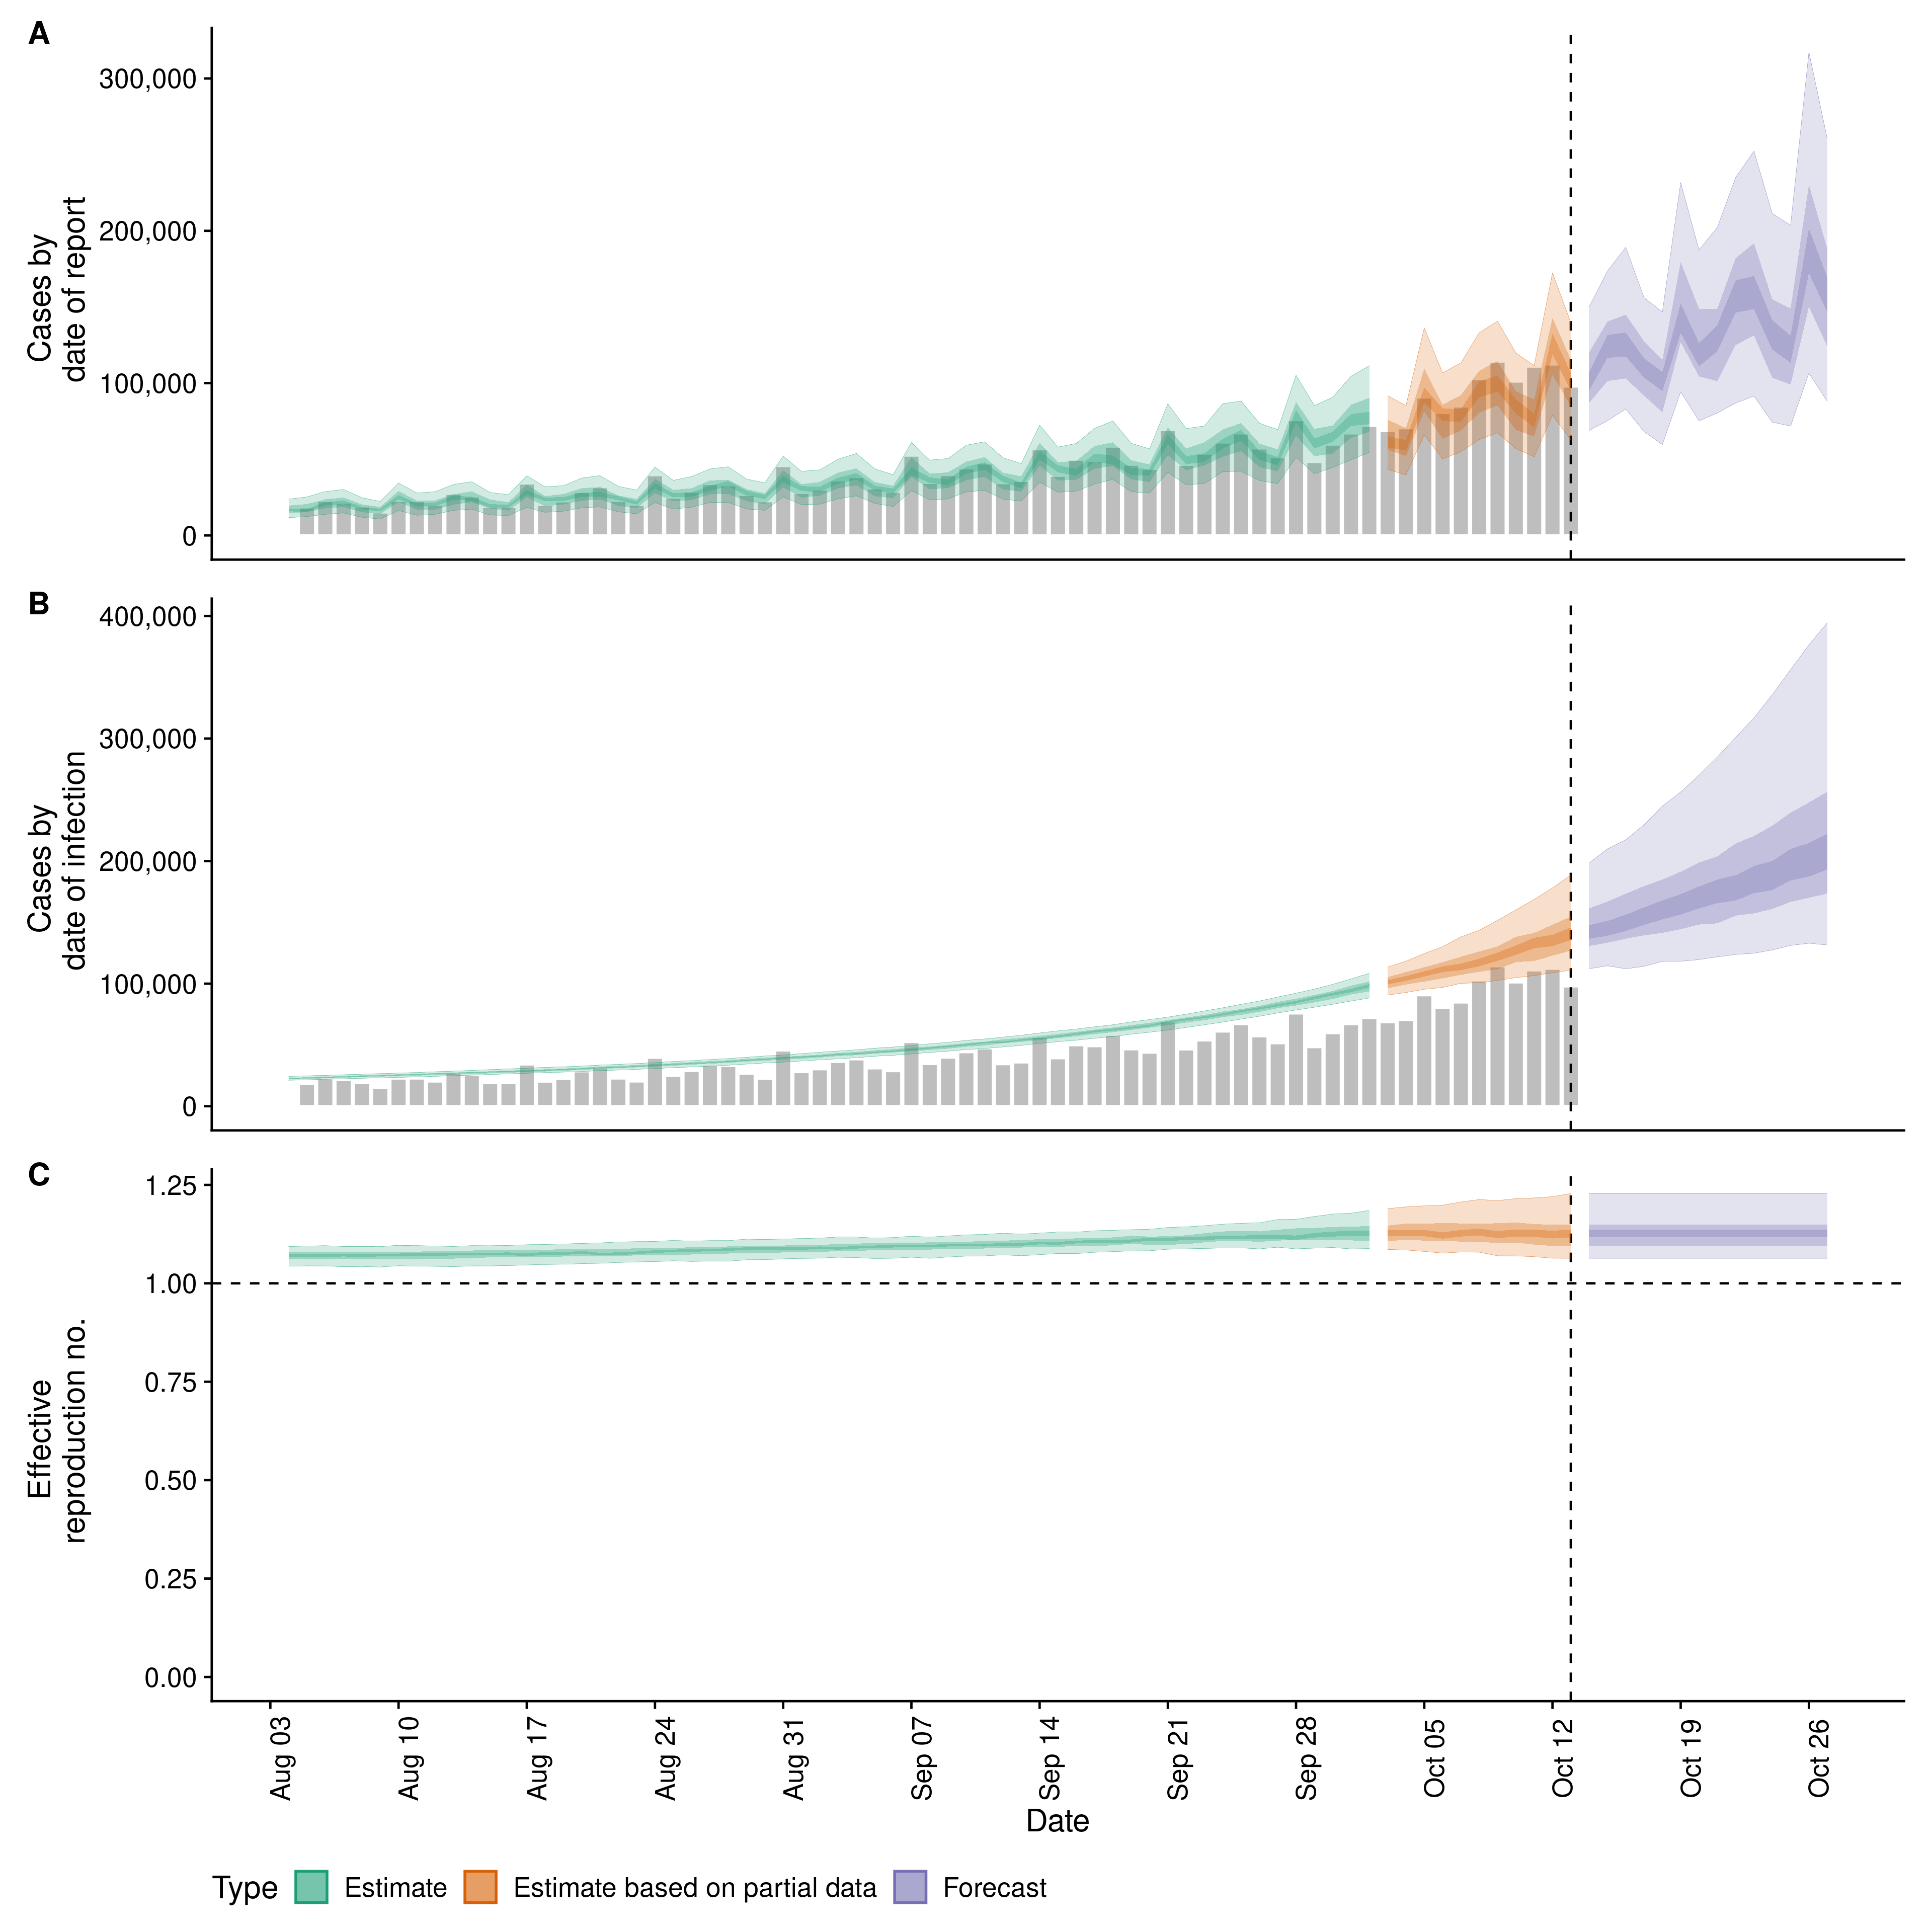 A
Cases by
date of report
300,000
200,000
100,000
0
B
Cases by
date of infection
400,000
300,000
200,000
100,000
0
C
Effective
reproduction no.
1.25
1.00
0.75
0.50
0.25
0.00
Aug 03
Aug 10
Aug 17
Aug 24
Aug 31
Sep 07
Sep 14
Sep 21
Sep 28
Oct 05
Oct 12
Oct 19
Oct 26
Date
Type Estimate Estimate based on partial data Forecast